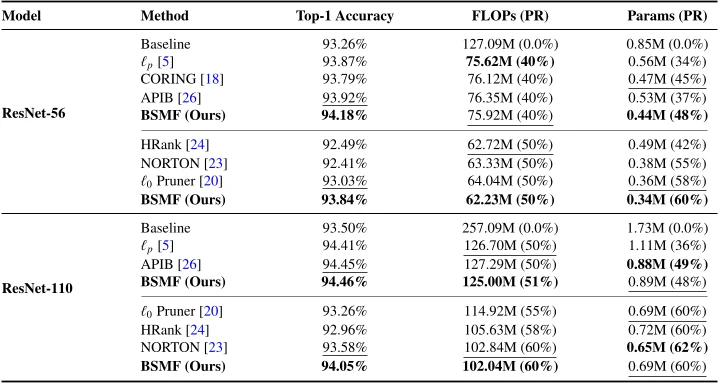 Model Method Top-1 Accuracy FLOPs (PR) Params (PR)
Baseline 93.26% 127.09M (0.0%) 0.85M (0.0%)
ℓp [5] 93.87% 75.62M (40%) 0.56M (34%)
CORING [18] 93.79% 76.12M (40%) 0.47M (45%)
APIB [26] 93.92% 76.35M (40%) 0.53M (37%)
ResNet-56
BSMF (Ours) 94.18% 75.92M (40%) 0.44M (48%)
HRank [24] 92.49% 62.72M (50%) 0.49M (42%)
NORTON [23] 92.41% 63.33M (50%) 0.38M (55%)
ℓ0 Pruner [20] 93.03% 64.04M (50%) 0.36M (58%)
BSMF (Ours) 93.84% 62.23M (50%) 0.34M (60%)
Baseline 93.50% 257.09M (0.0%) 1.73M (0.0%)
ℓp [5] 94.41% 126.70M (50%) 1.11M (36%)
APIB [26] 94.45% 127.29M (50%) 0.88M (49%)
BSMF (Ours) 94.46% 125.00M (51%) 0.89M (48%)
ResNet-110
ℓ0 Pruner [20] 93.26% 114.92M (55%) 0.69M (60%)
HRank [24] 92.96% 105.63M (58%) 0.72M (60%)
NORTON [23] 93.58% 102.84M (60%) 0.65M (62%)
BSMF (Ours) 94.05% 102.04M (60%) 0.69M (60%)